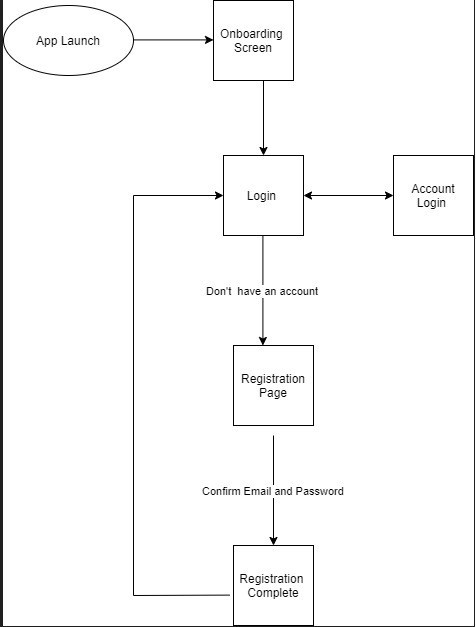 App Launch
Onboarding
Screen
Login
Account
Login
Don't have an account
Registration
Page
Confirm Email and Password
Registration
Complete